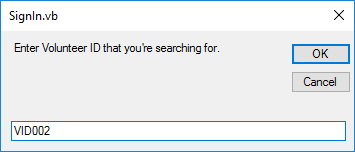 SignIn.vb
Enter Volunteer ID that you're searching for.
OK
Cancel
VID002